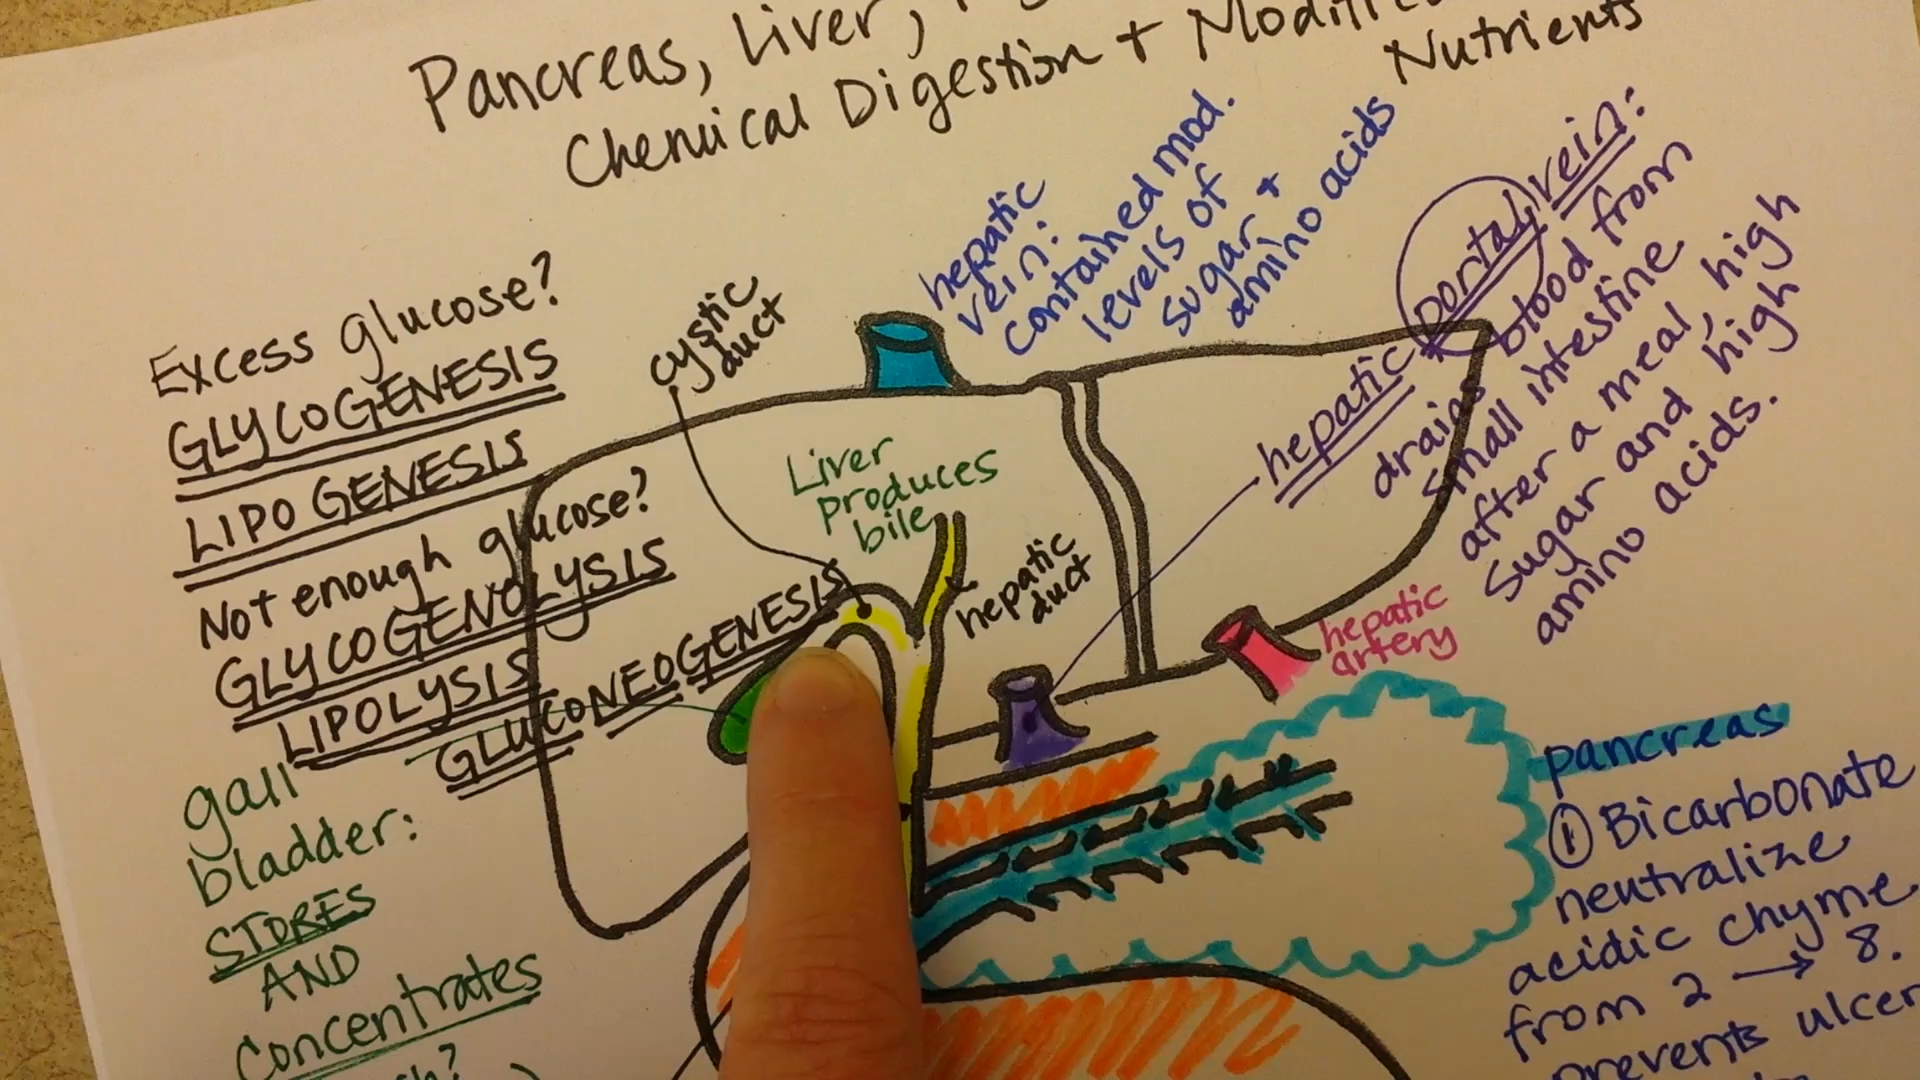 Pancreas, Liver,
Chemical Digestion + 
Nutrients
Excess glucose?
GLYCOGENESIS
LIPOGENESIS
Not enough glucose?
GLYCOGENOLYSIS
LIPOLYSIS
GLUCONEOGENESIS
gall
bladder:
STORES
AND
Concentrates
cystic
duct
hepatic
vein:
contained mod.
levels of
sugar +
amino acids
Liver
produces
bile
hepatic
duct
hepatic portal vein:
drains blood from
small intestine
after a meal, high
sugar and high
amino acids.
hepatic
artery
pancreas
① Bicarbonate
neutralize
acidic chyme
from 2 → 8.
prevents ulcer